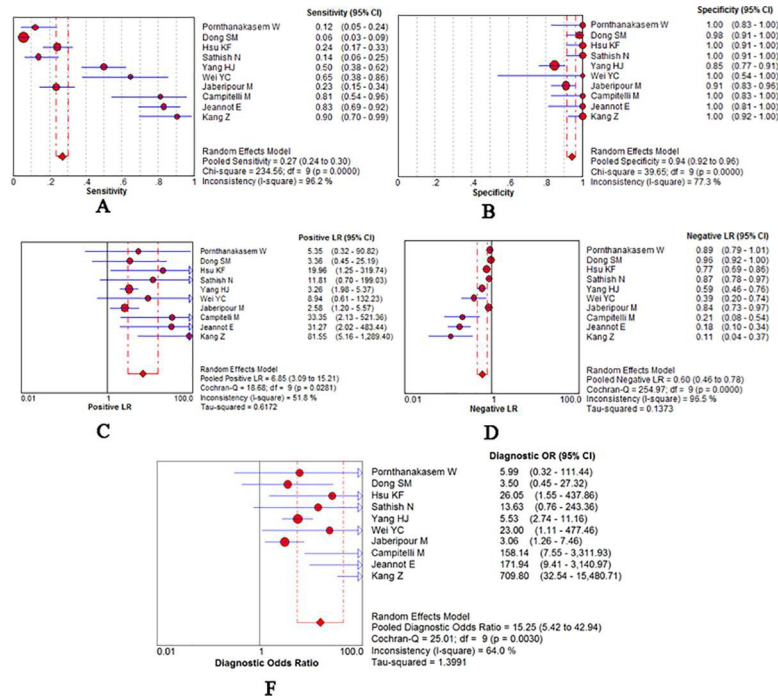 Sensitivity (95% CI)
Pornthanakasem W 0.12 (0.05 - 0.24)
Dong SM 0.06 (0.03 - 0.09)
Hsu KF 0.24 (0.17 - 0.33)
Sathish N 0.14 (0.06 - 0.25)
Yang HJ 0.50 (0.38 - 0.62)
Wei YC 0.65 (0.38 - 0.86)
Jaberipour M 0.23 (0.15 - 0.34)
Campitelli M 0.81 (0.54 - 0.96)
Jeannot E 0.83 (0.69 - 0.92)
Kang Z 0.90 (0.70 - 0.99)
Random Effects Model
Pooled Sensitivity = 0.27 (0.24 to 0.30)
Chi-square = 234.56; df = 9 (p = 0.0000)
Inconsistency (I-square) = 96.2 %
0 .2 .4 .6 .8 1
Sensitivity
A
Specificity (95% CI)
Pornthanakasem W 1.00 (0.83 - 1.00)
Dong SM 0.98 (0.91 - 1.00)
Hsu KF 1.00 (0.91 - 1.00)
Sathish N 1.00 (0.91 - 1.00)
Yang HJ 0.85 (0.77 - 0.91)
Wei YC 1.00 (0.54 - 1.00)
Jaberipour M 0.91 (0.83 - 0.96)
Campitelli M 1.00 (0.83 - 1.00)
Jeannot E 1.00 (0.81 - 1.00)
Kang Z 1.00 (0.92 - 1.00)
Random Effects Model
Pooled Specificity = 0.94 (0.92 to 0.96)
Chi-square = 39.65; df = 9 (p = 0.0000)
Inconsistency (I-square) = 77.3 %
0 .2 .4 .6 .8 1
Specificity
B
Positive LR (95% CI)
Pornthanakasem W 5.35 (0.32 - 90.82)
Dong SM 3.36 (0.45 - 25.19)
Hsu KF 19.96 (1.25 - 319.74)
Sathish N 11.81 (0.70 - 199.03)
Yang HJ 3.26 (1.98 - 5.37)
Wei YC 8.94 (0.61 - 132.23)
Jaberipour M 2.58 (1.20 - 5.57)
Campitelli M 33.35 (2.13 - 521.36)
Jeannot E 31.27 (2.02 - 483.44)
Kang Z 81.55 (5.16 - 1,289.40)
Random Effects Model
Pooled Positive LR = 6.85 (3.09 to 15.21)
Cochran-Q = 18.68; df = 9 (p = 0.0281)
Inconsistency (I-square) = 51.8 %
Tau-squared = 0.6172
0.01 1 100.0
Positive LR
C
Negative LR (95% CI)
Pornthanakasem W 0.89 (0.79 - 1.01)
Dong SM 0.96 (0.92 - 1.00)
Hsu KF 0.77 (0.69 - 0.86)
Sathish N 0.87 (0.78 - 0.97)
Yang HJ 0.59 (0.46 - 0.76)
Wei YC 0.39 (0.20 - 0.74)
Jaberipour M 0.84 (0.73 - 0.97)
Campitelli M 0.21 (0.08 - 0.54)
Jeannot E 0.18 (0.10 - 0.34)
Kang Z 0.11 (0.04 - 0.37)
Random Effects Model
Pooled Negative LR = 0.60 (0.46 to 0.78)
Cochran-Q = 254.97; df = 9 (p = 0.0000)
Inconsistency (I-square) = 96.5 %
Tau-squared = 0.1373
0.01 1 100.0
Negative LR
D
Diagnostic OR (95% CI)
Pornthanakasem W 5.99 (0.32 - 111.44)
Dong SM 3.50 (0.45 - 27.32)
Hsu KF 26.05 (1.55 - 437.86)
Sathish N 13.63 (0.76 - 243.36)
Yang HJ 5.53 (2.74 - 11.16)
Wei YC 23.00 (1.11 - 477.46)
Jaberipour M 3.06 (1.26 - 7.46)
Campitelli M 158.14 (7.55 - 3,311.93)
Jeannot E 171.94 (9.41 - 3,140.97)
Kang Z 709.80 (32.54 - 15,480.71)
Random Effects Model
Pooled Diagnostic Odds Ratio = 15.25 (5.42 to 42.94)
Cochran-Q = 25.01; df = 9 (p = 0.0030)
Inconsistency (I-square) = 64.0 %
Tau-squared = 1.3991
0.01 1 100.0
Diagnostic Odds Ratio
F